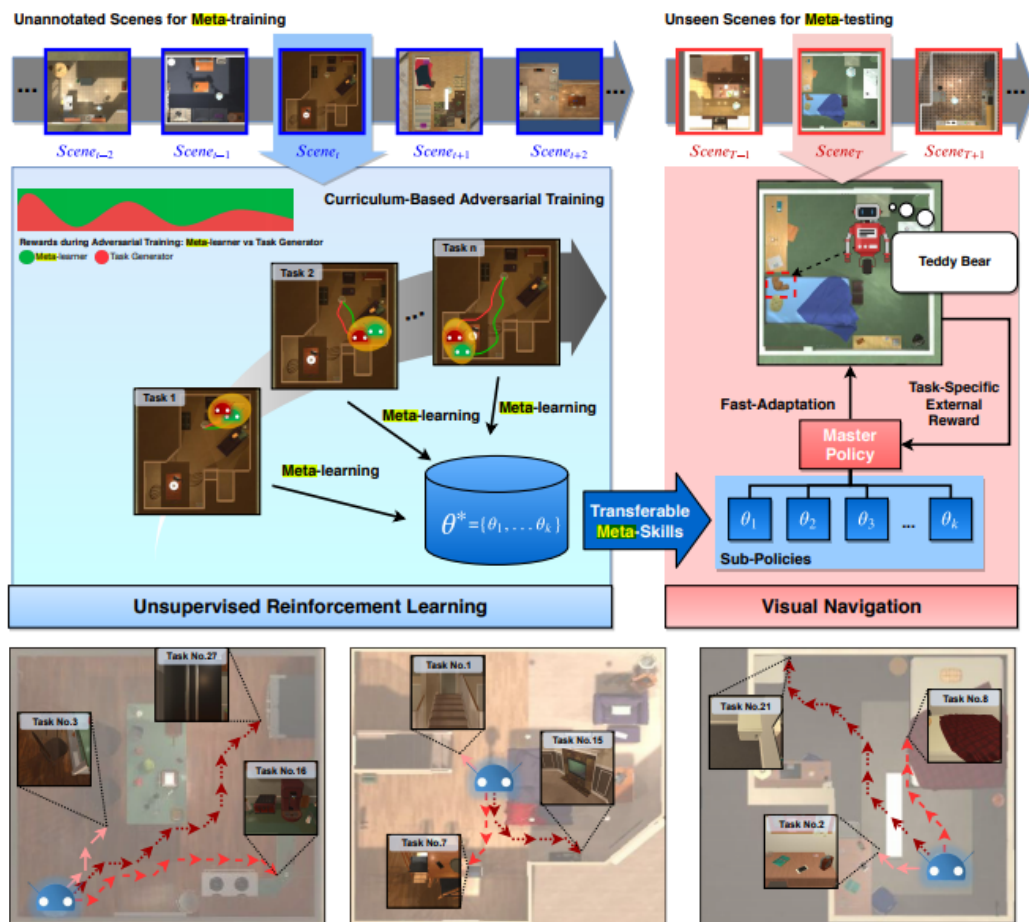 Unannotated Scenes for Meta-training
Unseen Scenes for Meta-testing
...
...
...
Scene_{t-2}
Scene_{t-1}
Scene_t
Scene_{t+1}
Scene_{t+2}
Scene_{T-1}
Scene_T
Scene_{T+1}
Curriculum-Based Adversarial Training
Rewards during Adversarial Training: Meta-learner vs Task Generator
Meta-learner
Task Generator
Task 1
Task 2
...
Task n
Meta-learning
Meta-learning
Meta-learning
θ*={θ₁,...θₖ}
Transferable
Meta-Skills
Unsupervised Reinforcement Learning
Teddy Bear
Fast-Adaptation
Task-Specific
External
Reward
Master
Policy
θ₁
θ₂
θ₃
...
θₖ
Sub-Policies
Visual Navigation
Task No.27
Task No.3
Task No.16
Task No.1
Task No.15
Task No.7
Task No.21
Task No.8
Task No.2